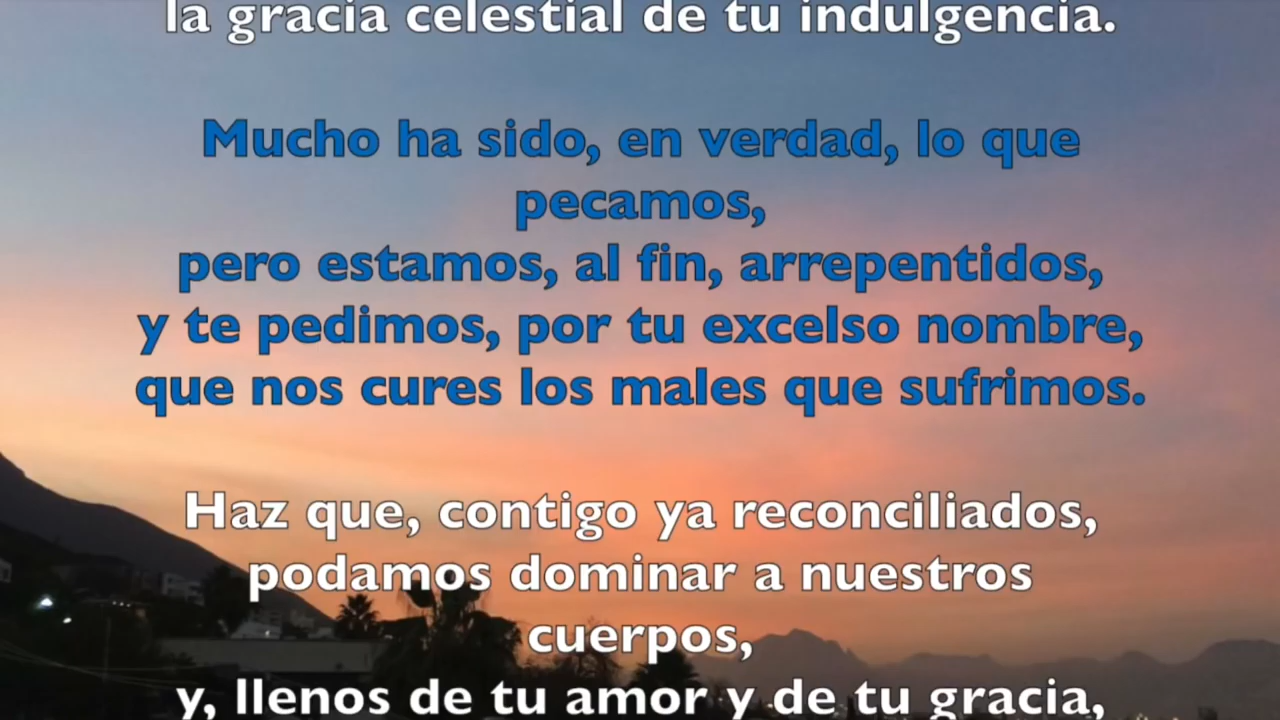 la gracia celestial de tu indulgencia.
Mucho ha sido, en verdad, lo que
pecamos,
pero estamos, al fin, arrepentidos,
y te pedimos, por tu excelso nombre,
que nos cures los males que sufrimos.
Haz que, contigo ya reconciliados,
podamos dominar a nuestros
cuerpos,
y, llenos de tu amor y de tu gracia,